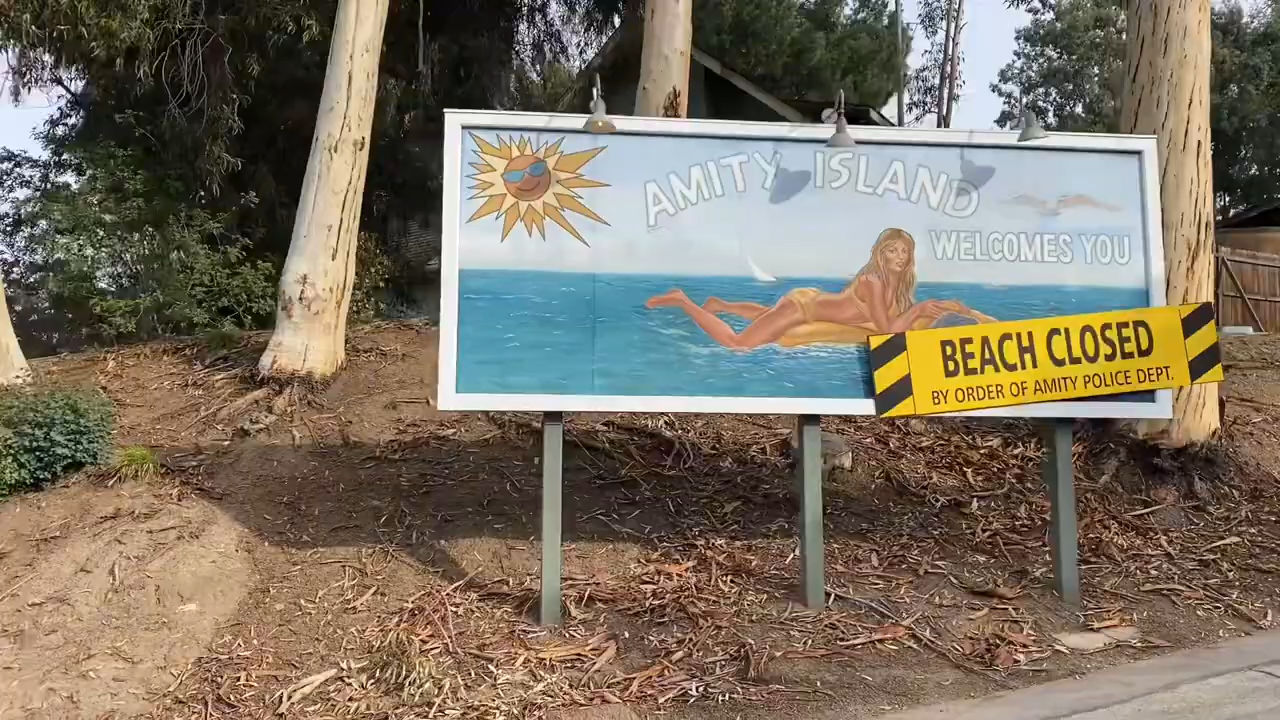 AMITY ISLAND
WELCOMES YOU
BEACH CLOSED
BY ORDER OF AMITY POLICE DEPT.